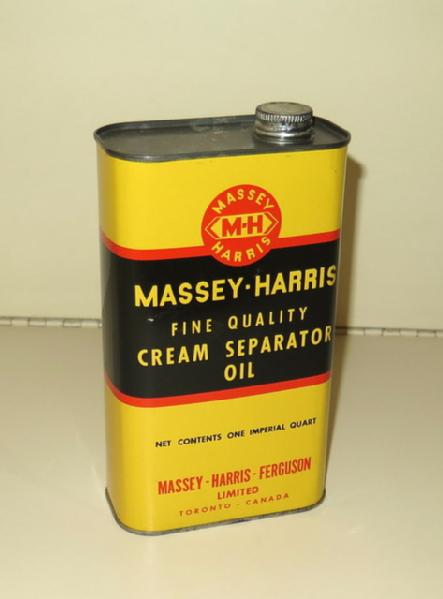 MASSEY
M-H
HARRIS
MASSEY-HARRIS
FINE QUALITY
CREAM SEPARATOR
OIL
NET CONTENTS ONE IMPERIAL QUART
MASSEY-HARRIS-FERGUSON
LIMITED
TORONTO - CANADA